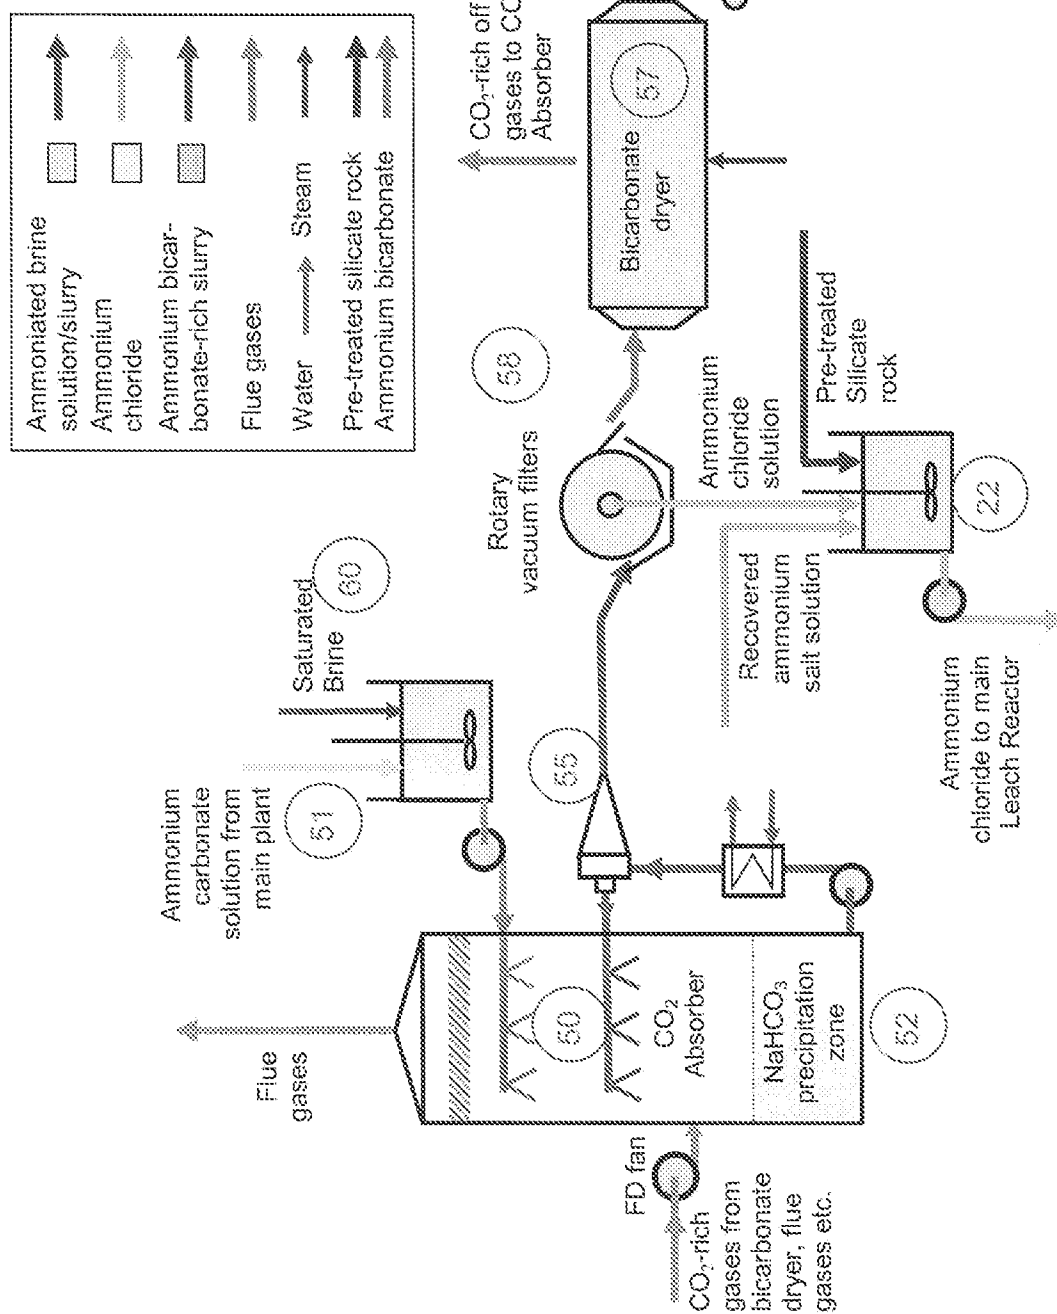 Ammoniated brine
solution/slurry
Ammonium
chloride
Ammonium bicar-
bonate-rich slurry
Flue gases
Water
Steam
Pre-treated silicate rock
Ammonium bicarbonate
Flue
gases
Ammonium
carbonate
solution from
main plant
51
Saturated
Brine
60
FD fan
CO₂-rich
gases from
bicarbonate
dryer, flue
gases etc.
50
CO₂
Absorber
NaHCO₃
precipitation
zone
52
55
Rotary
vacuum filters
58
CO₂-rich off
gases to CO
Absorber
Bicarbonate
dryer
57
Recovered
ammonium
salt solution
Ammonium
chloride
solution
Pre-treated
Silicate
rock
22
Ammonium
chloride to main
Leach Reactor